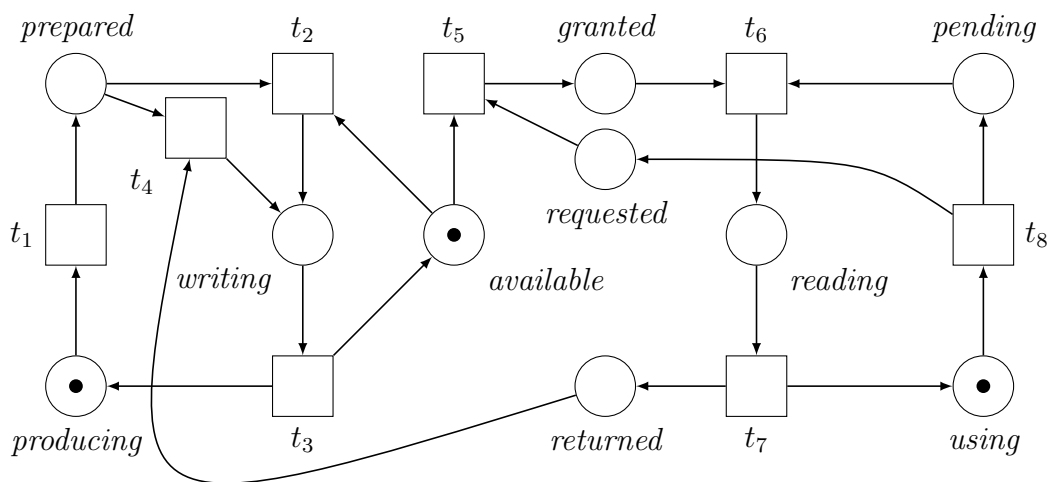 prepared
t2
t5
granted
t6
pending
t4
requested
t1
t8
writing
available
reading
producing
t3
returned
t7
using